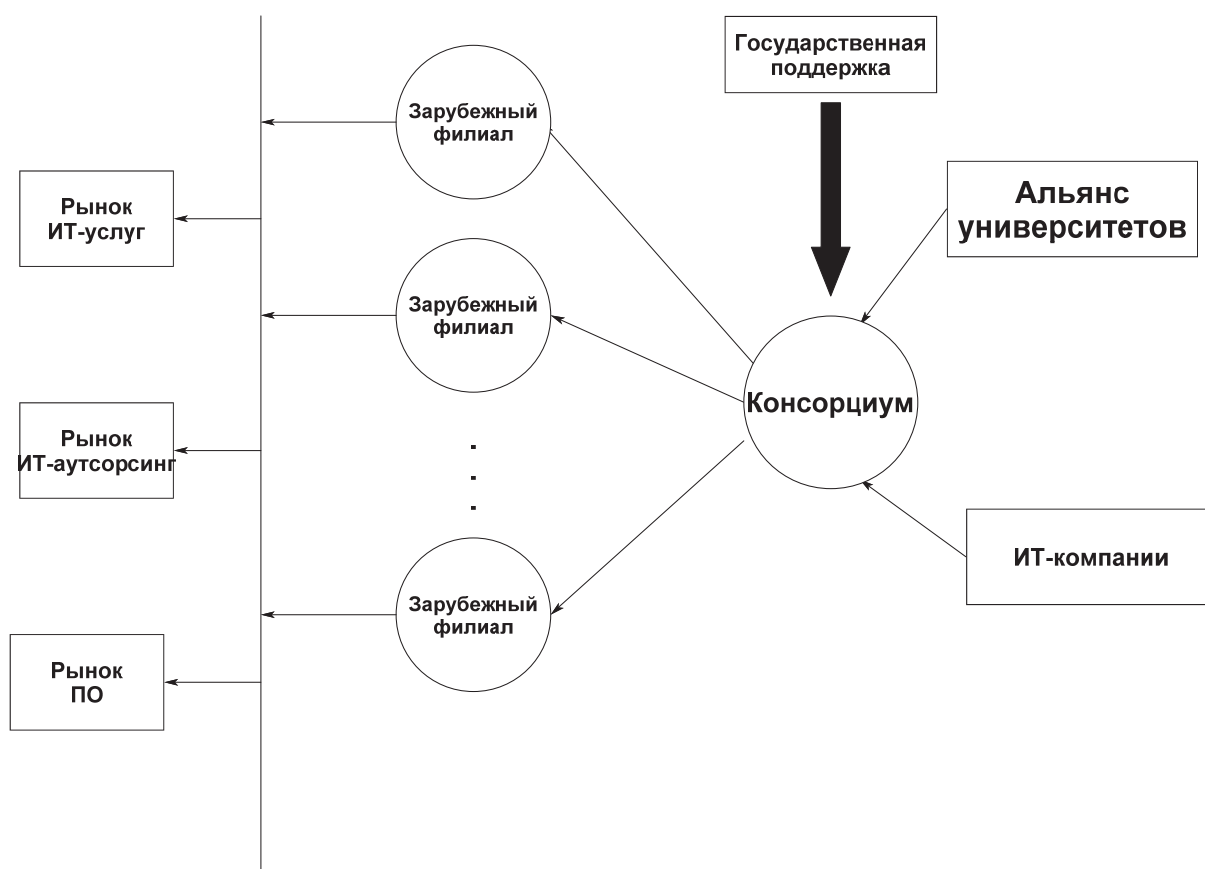 Государственная
поддержка
Зарубежный
филиал
Альянс
университетов
Рынок
ИТ-услуг
Зарубежный
филиал
Консорциум
Рынок
ИТ-аутсорсинг
ИТ-компании
Зарубежный
филиал
Рынок
ПО